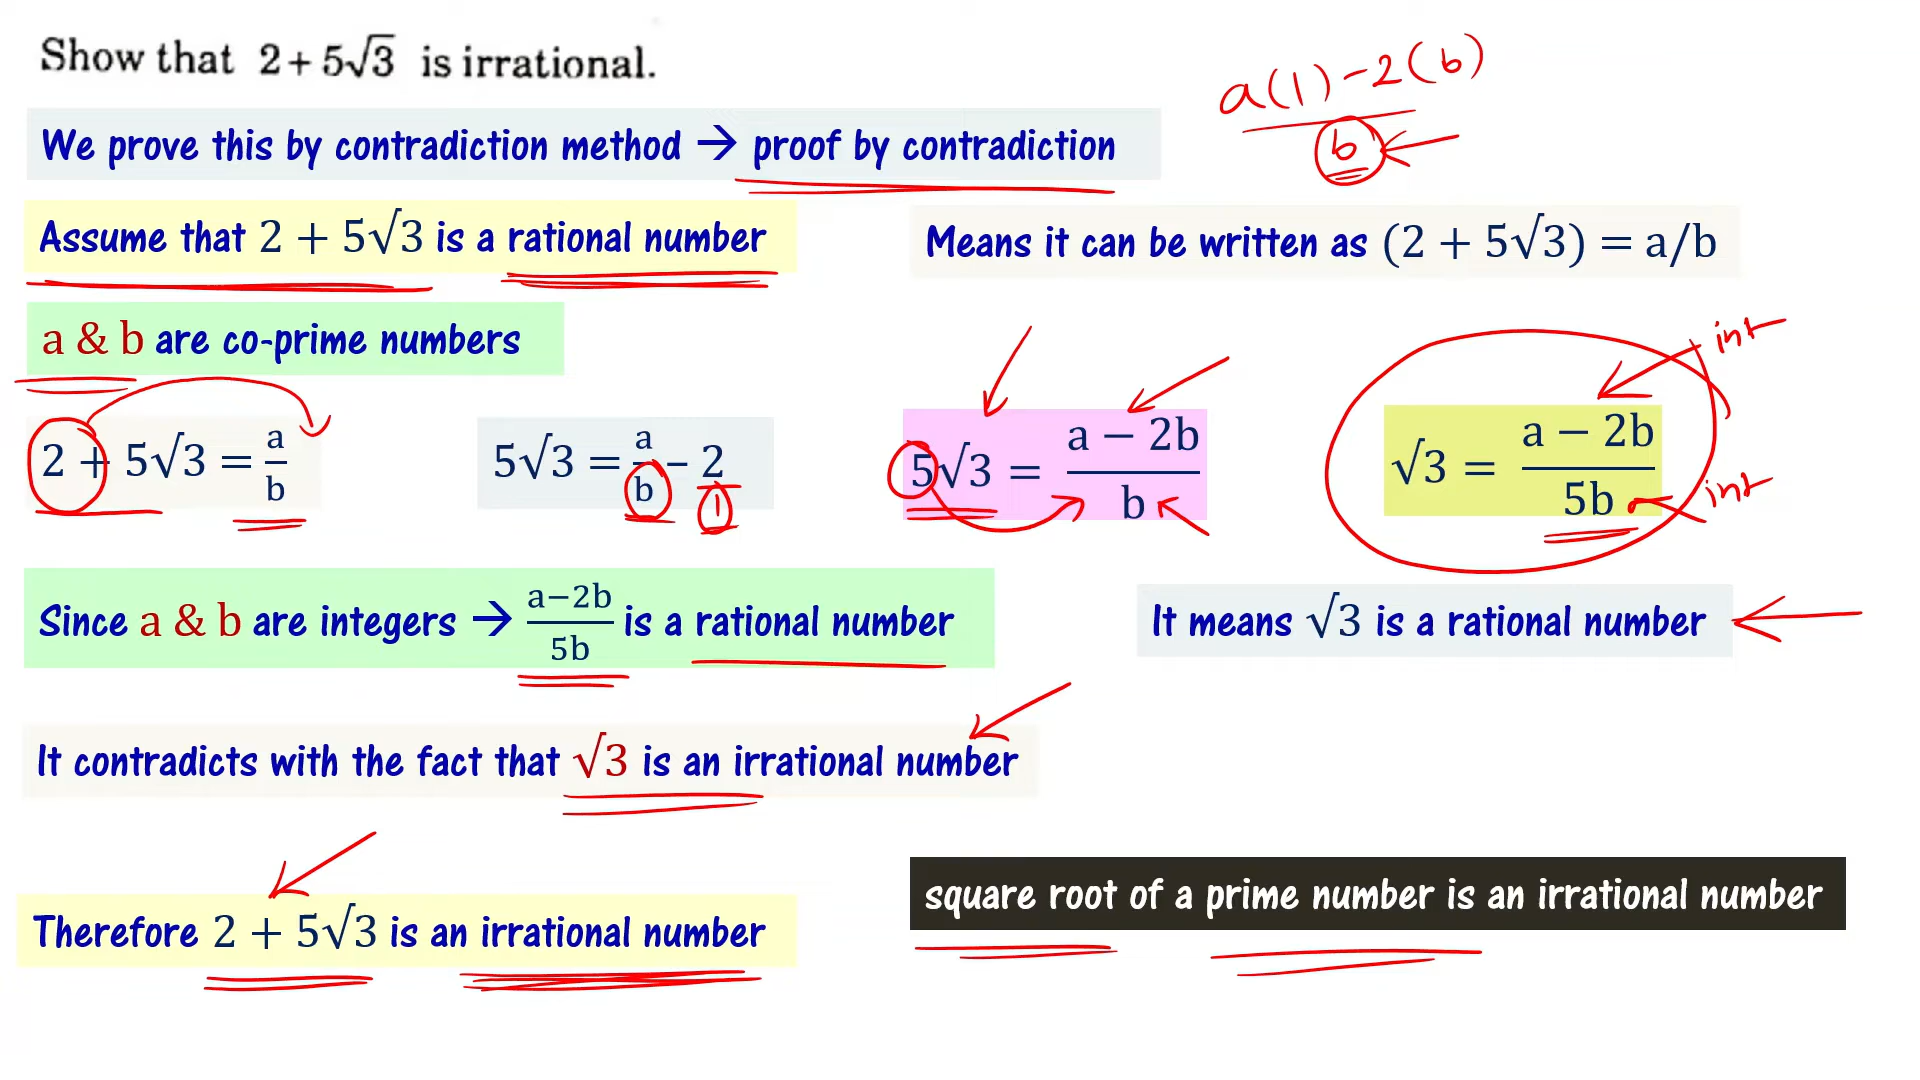 Show that 2 + 5√3 is irrational.
a(1) - 2(b)
b
We prove this by contradiction method → proof by contradiction
Assume that 2 + 5√3 is a rational number
Means it can be written as (2 + 5√3) = a/b
a & b are co-prime numbers
2 + 5√3 = a/b
5√3 = a/b - 2
1
5√3 = (a - 2b)/b
√3 = (a - 2b)/5b
int
int
Since a & b are integers → (a-2b)/5b is a rational number
It means √3 is a rational number
It contradicts with the fact that √3 is an irrational number
Therefore 2 + 5√3 is an irrational number
square root of a prime number is an irrational number